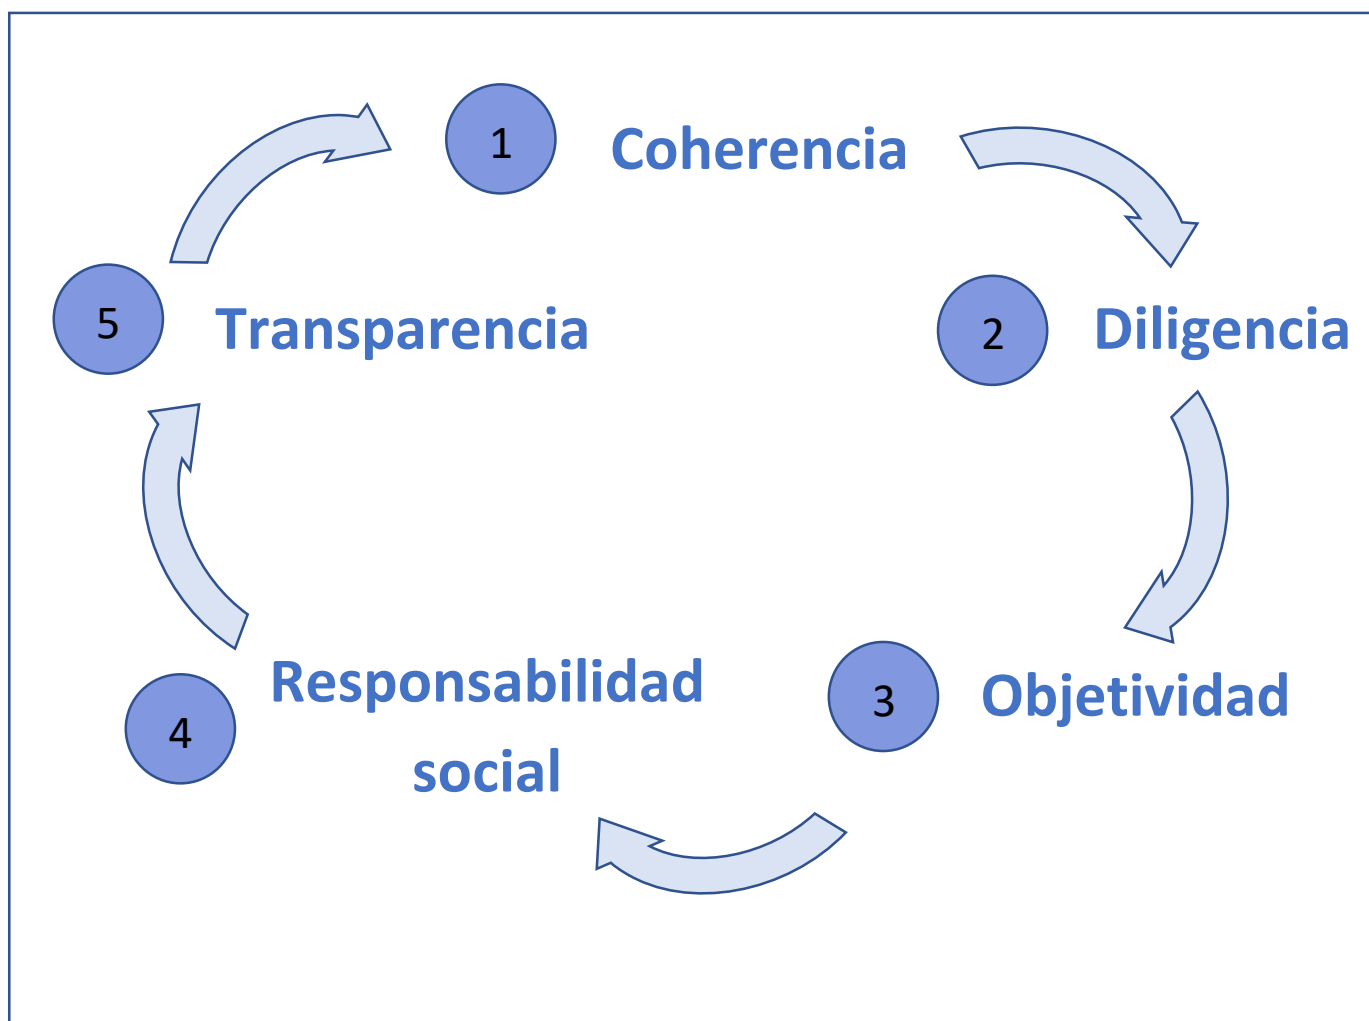 1 Coherencia
2 Diligencia
3 Objetividad
4 Responsabilidad
social
5 Transparencia